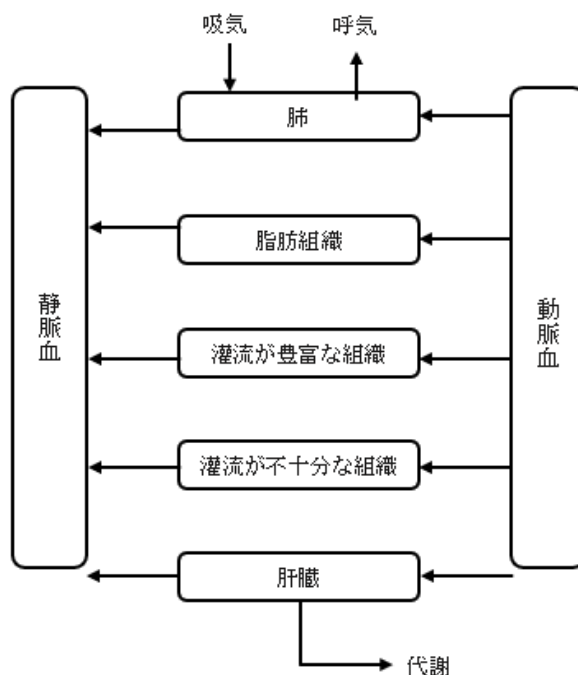 吸気
呼気
肺
脂肪組織
静脈血
動脈血
灌流が豊富な組織
灌流が不十分な組織
肝臓
代謝